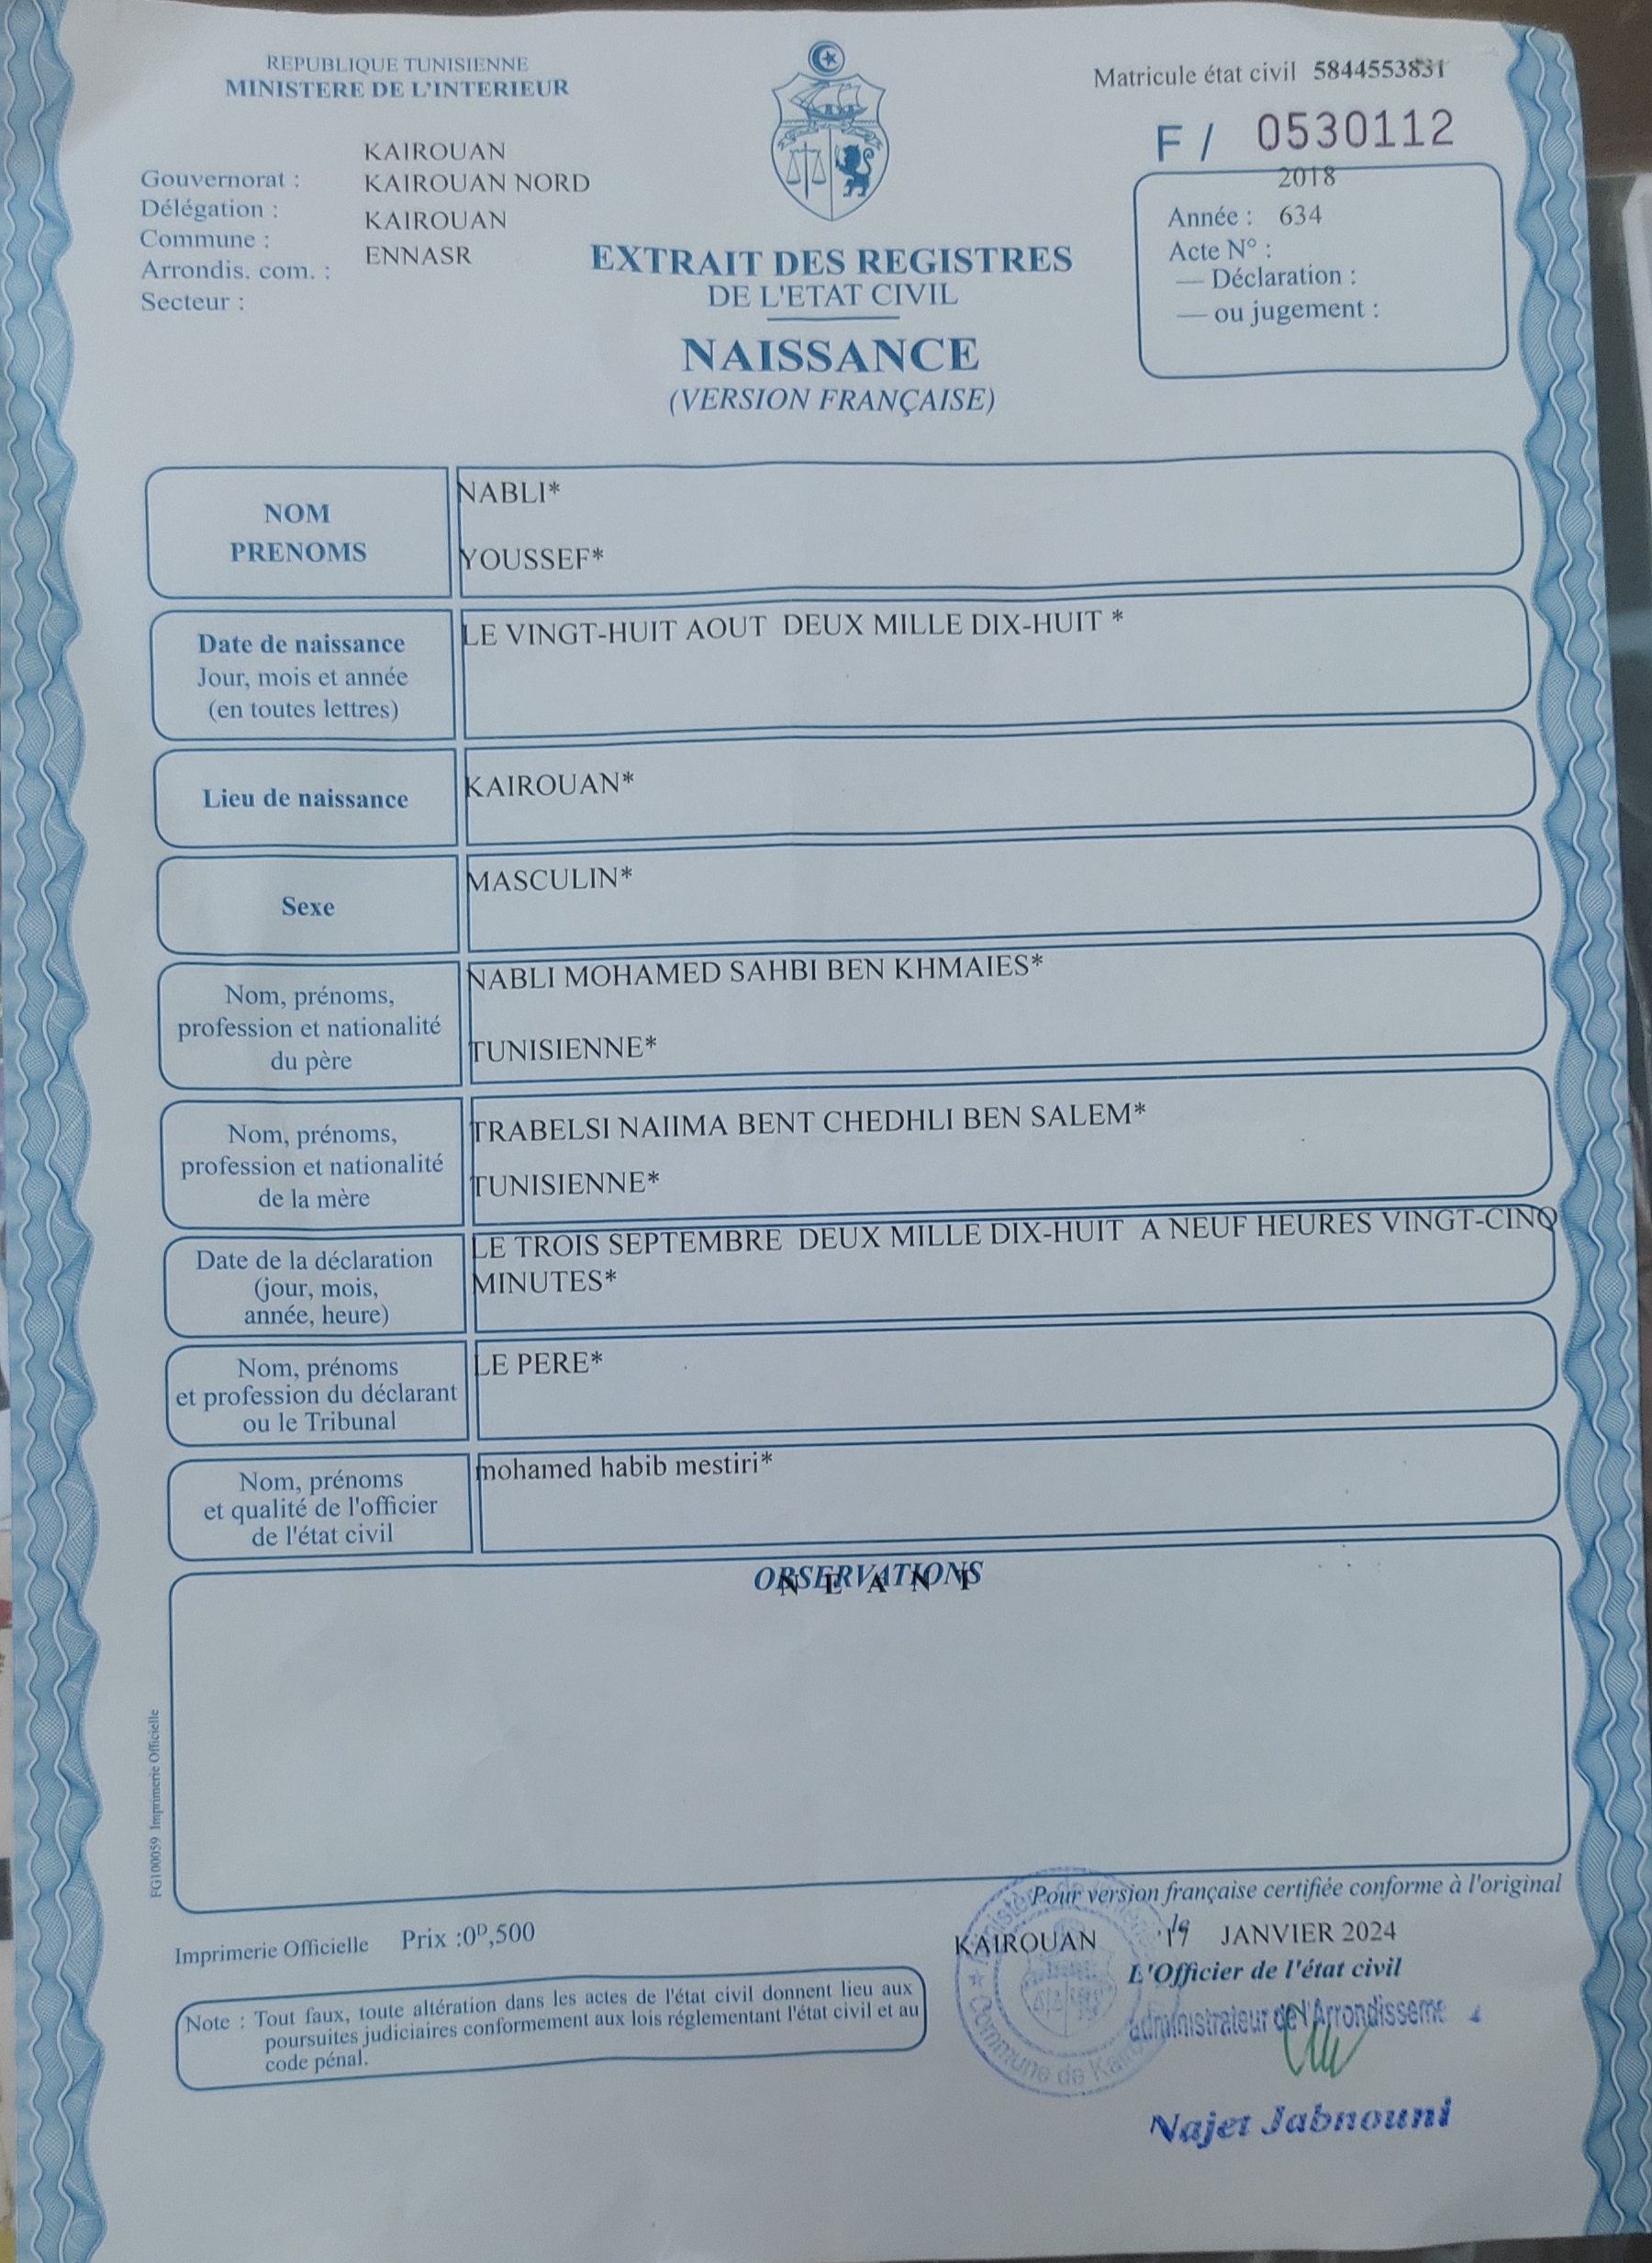 REPUBLIQUE TUNISIENNE
MINISTERE DE L'INTERIEUR
Matricule état civil 5844553831
F / 0530112
KAIROUAN
Gouvernorat : KAIROUAN NORD
Délégation : KAIROUAN
Commune : ENNASR
Arrondis. com. :
Secteur :
2018
Année : 634
Acte N° :
— Déclaration :
— ou jugement :
EXTRAIT DES REGISTRES
DE L'ETAT CIVIL
NAISSANCE
(VERSION FRANÇAISE)
NOM
PRENOMS
NABLI*
YOUSSEF*
Date de naissance
Jour, mois et année
(en toutes lettres)
LE VINGT-HUIT AOUT DEUX MILLE DIX-HUIT *
Lieu de naissance
KAIROUAN*
Sexe
MASCULIN*
Nom, prénoms,
profession et nationalité
du père
NABLI MOHAMED SAHBI BEN KHMAIES*
TUNISIENNE*
Nom, prénoms,
profession et nationalité
de la mère
TRABELSI NAIIMA BENT CHEDHLI BEN SALEM*
TUNISIENNE*
Date de la déclaration
(jour, mois,
année, heure)
LE TROIS SEPTEMBRE DEUX MILLE DIX-HUIT A NEUF HEURES VINGT-CINQ
MINUTES*
Nom, prénoms
et profession du déclarant
ou le Tribunal
LE PERE*
Nom, prénoms
et qualité de l'officier
de l'état civil
mohamed habib mestiri*
OBSERVATIONS
N E A N T
FG100059 Imprimerie Officielle
Pour version française certifiée conforme à l'original
Imprimerie Officielle Prix :0D,500
KAIROUAN 19 JANVIER 2024
L'Officier de l'état civil
administrateur de l'Arrondisseme
Commune de
Note : Tout faux, toute altération dans les actes de l'état civil donnent lieu aux
poursuites judiciaires conformement aux lois réglementant l'état civil et au
code pénal.
Najet Jabnouni